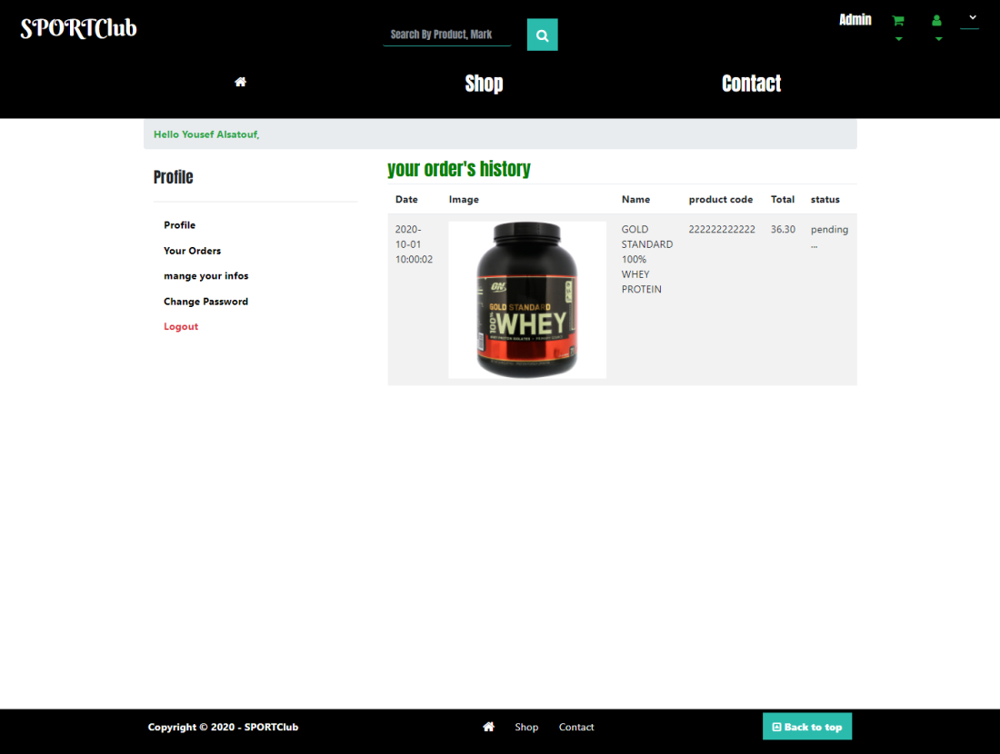 SPORTClub
Search By Product, Mark
Admin
Shop
Contact
Hello Yousef Alsatouf,
Profile
Profile
Your Orders
mange your infos
Change Password
Logout
your order's history
Date Image Name product code Total status
2020-
10-01
10:00:02
ON
GOLD STANDARD
100% WHEY
GOLD
STANDARD
100%
WHEY
PROTEIN
222222222222
36.30
pending
...
Copyright © 2020 - SPORTClub
Shop
Contact
Back to top